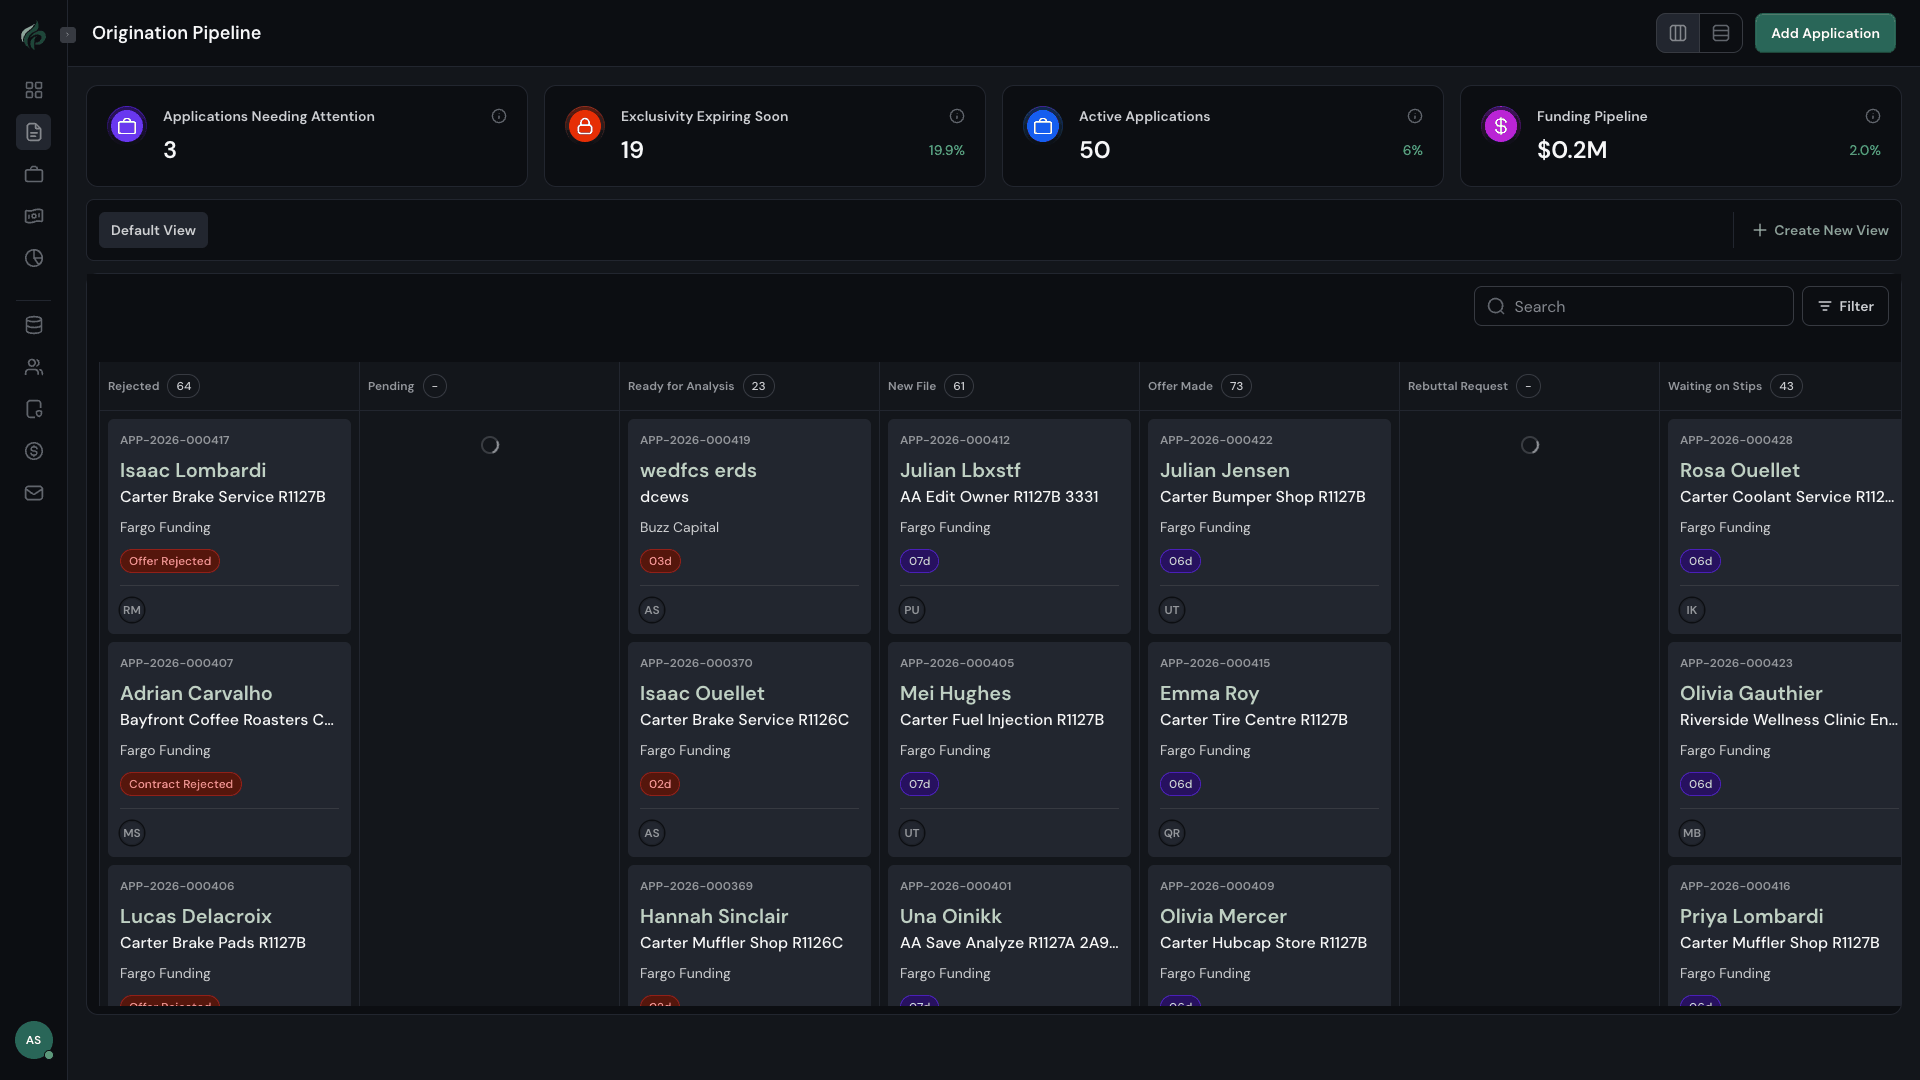 Origination Pipeline
Add Application
Applications Needing Attention
3
Exclusivity Expiring Soon
19
19.9%
Active Applications
50
6%
Funding Pipeline
$0.2M
2.0%
Default View
Create New View
Search
Filter
Rejected 64
APP-2026-000417
Isaac Lombardi
Carter Brake Service R1127B
Fargo Funding
Offer Rejected
RM
APP-2026-000407
Adrian Carvalho
Bayfront Coffee Roasters C...
Fargo Funding
Contract Rejected
MS
APP-2026-000406
Lucas Delacroix
Carter Brake Pads R1127B
Fargo Funding
Offer Rejected
Pending -
Ready for Analysis 23
APP-2026-000419
wedfcs erds
dcews
Buzz Capital
03d
AS
APP-2026-000370
Isaac Ouellet
Carter Brake Service R1126C
Fargo Funding
02d
AS
APP-2026-000369
Hannah Sinclair
Carter Muffler Shop R1126C
Fargo Funding
New File 61
APP-2026-000412
Julian Lbxstf
AA Edit Owner R1127B 3331
Fargo Funding
07d
PU
APP-2026-000405
Mei Hughes
Carter Fuel Injection R1127B
Fargo Funding
07d
UT
APP-2026-000401
Una Oinikk
AA Save Analyze R1127A 2A9...
Fargo Funding
07d
Offer Made 73
APP-2026-000422
Julian Jensen
Carter Bumper Shop R1127B
Fargo Funding
06d
UT
APP-2026-000415
Emma Roy
Carter Tire Centre R1127B
Fargo Funding
06d
QR
APP-2026-000409
Olivia Mercer
Carter Hubcap Store R1127B
Fargo Funding
06d
Rebuttal Request -
Waiting on Stips 43
APP-2026-000428
Rosa Ouellet
Carter Coolant Service R112...
Fargo Funding
06d
IK
APP-2026-000423
Olivia Gauthier
Riverside Wellness Clinic En...
Fargo Funding
06d
MB
APP-2026-000416
Priya Lombardi
Carter Muffler Shop R1127B
Fargo Funding
06d
AS